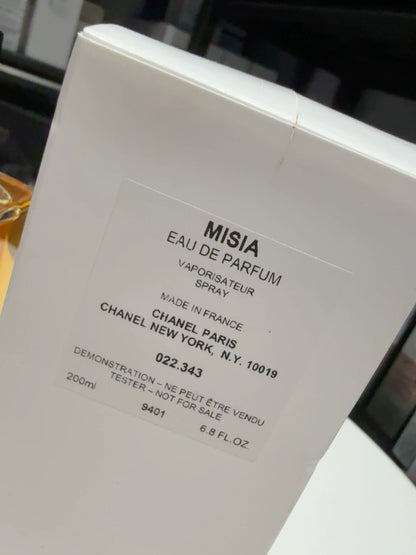 MISIA
EAU DE PARFUM
VAPORISATEUR
SPRAY
MADE IN FRANCE
CHANEL PARIS
CHANEL NEW YORK, N.Y. 10019
022.343
DEMONSTRATION – NE PEUT ÊTRE VENDU
TESTER – NOT FOR SALE
200ml 9401 6.8 FL.OZ.